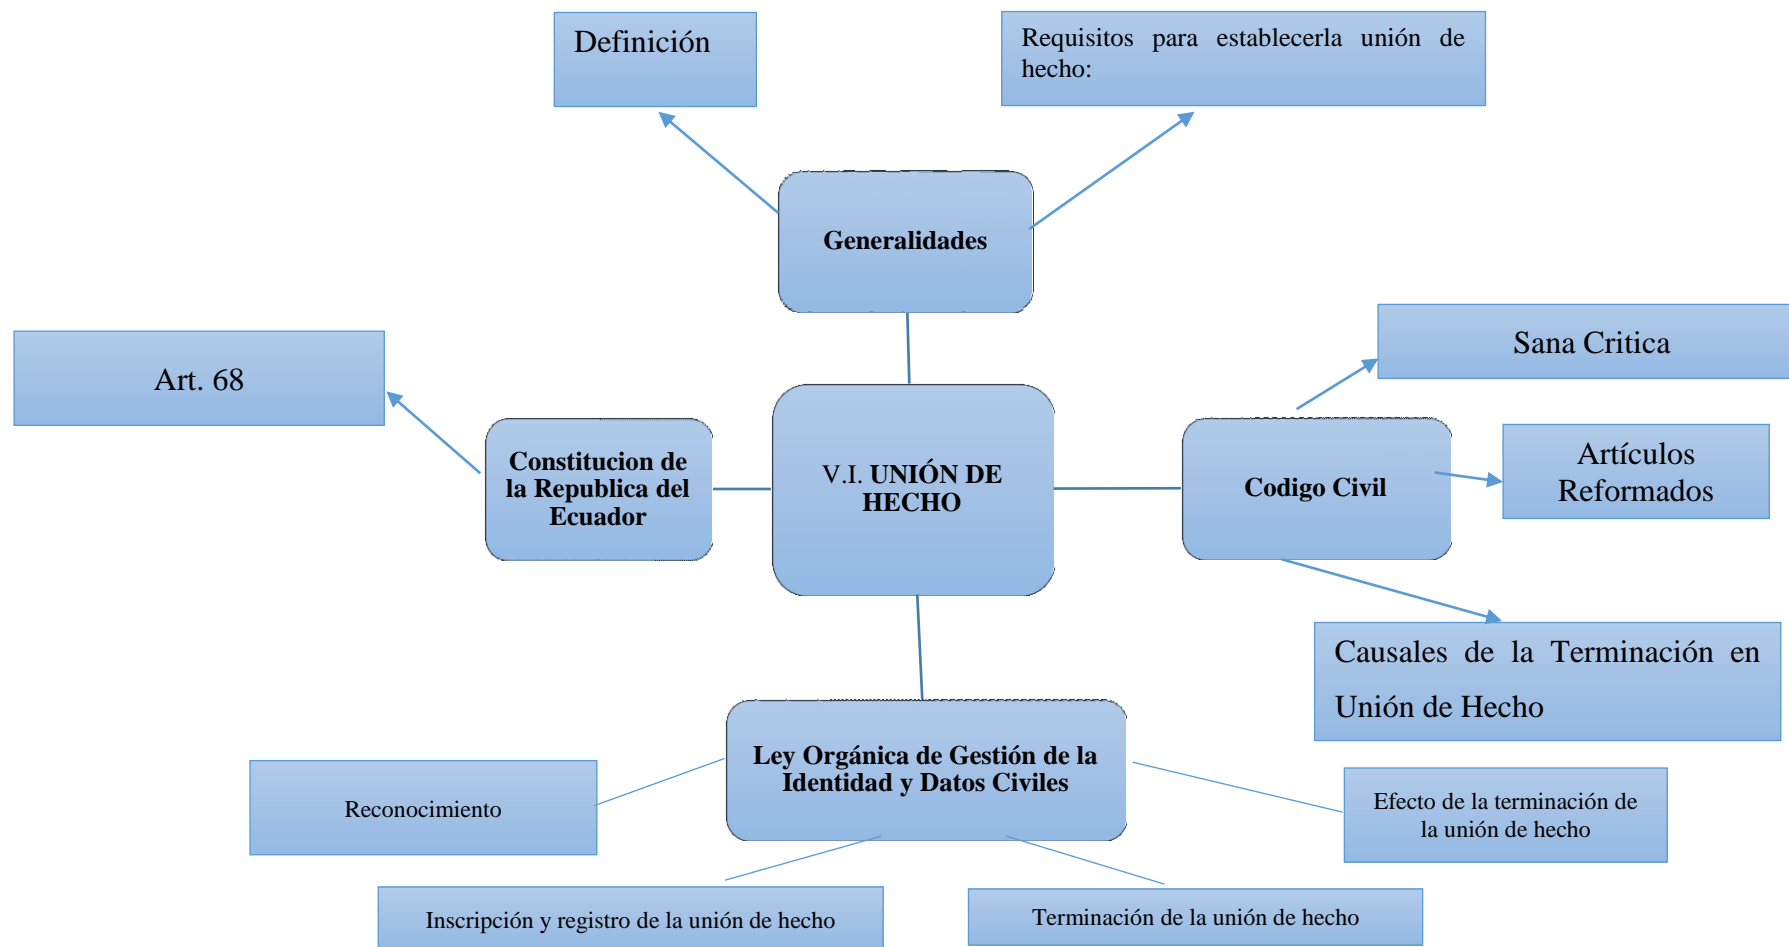 Definición
Requisitos para establecerla unión de
hecho:
Generalidades
Sana Critica
Art. 68
Constitucion de
la Republica del
Ecuador
V.I. UNIÓN DE
HECHO
Codigo Civil
Artículos
Reformados
Causales de la Terminación en
Unión de Hecho
Ley Orgánica de Gestión de la
Identidad y Datos Civiles
Reconocimiento
Efecto de la terminación de
la unión de hecho
Inscripción y registro de la unión de hecho
Terminación de la unión de hecho